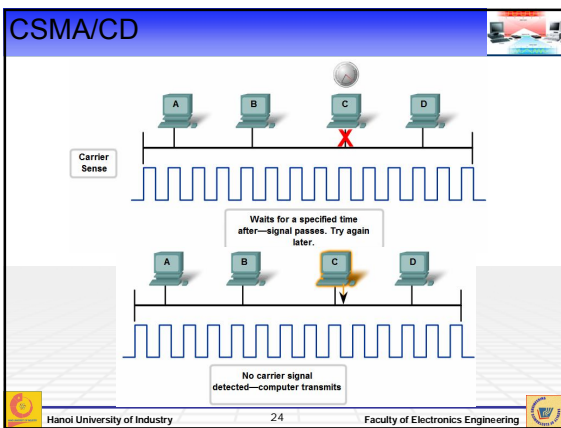 CSMA/CD
A B C D
X
Carrier
Sense
Waits for a specified time
after—signal passes. Try again
later.
A B C D
No carrier signal
detected—computer transmits
Hanoi University of Industry 24 Faculty of Electronics Engineering